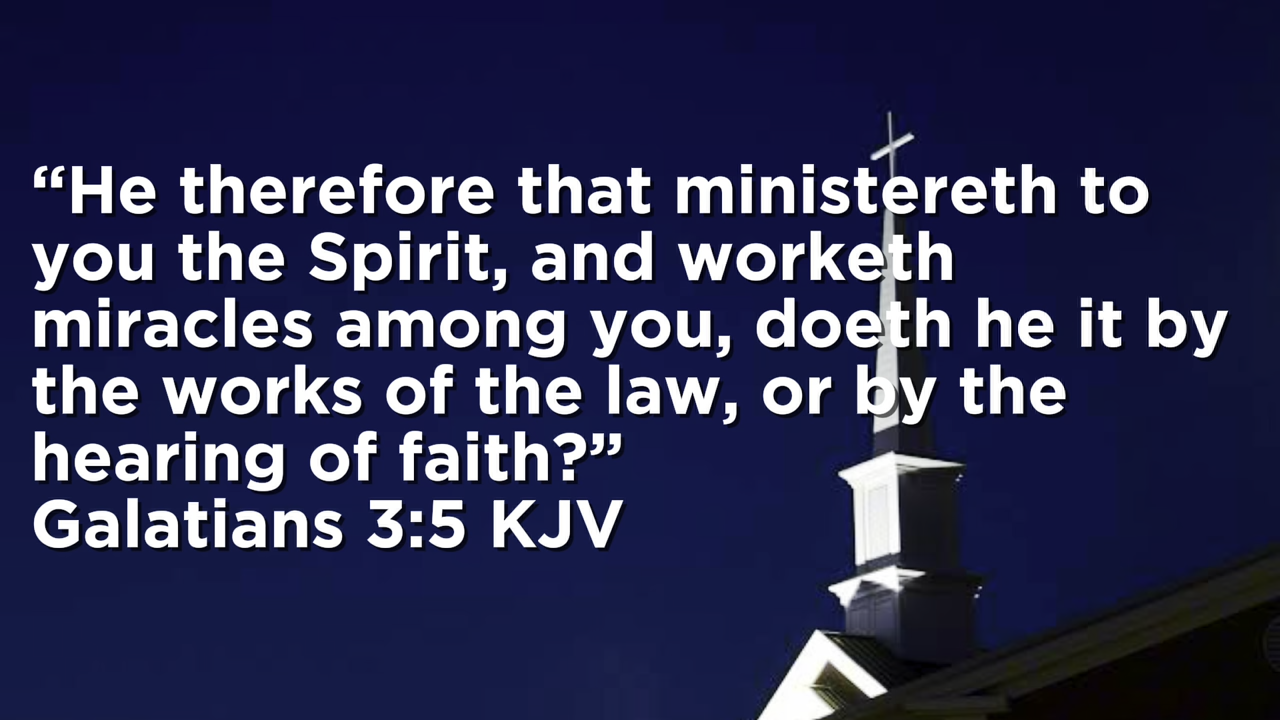 “He therefore that ministereth to
you the Spirit, and worketh
miracles among you, doeth he it by
the works of the law, or by the
hearing of faith?”
Galatians 3:5 KJV